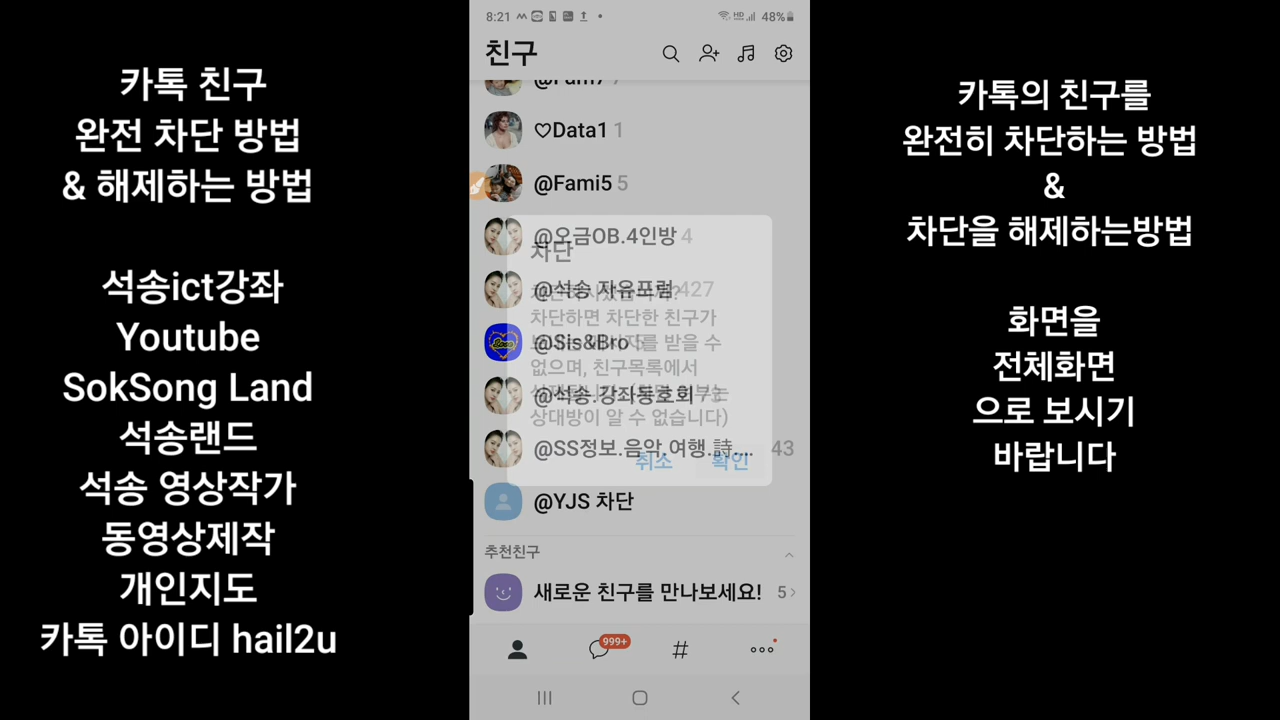 카톡 친구
완전 차단 방법
& 해제하는 방법
석송ict강좌
Youtube
SokSong Land
석송랜드
석송 영상작가
동영상제작
개인지도
카톡 아이디 hail2u
8:21
HD
48%
친구
@Fam7 7
♡Data1 1
@Fami5 5
@오금OB.4인방 4
차단
@석송 자유포럼 427
차단하면 차단한 친구가
@Sis&Bro 5
를 받을 수
없으며, 친구목록에서
@석송.강좌동호회 73
상대방이 알 수 없습니다)
@SS정보.음악.여행.詩.... 43
취소 확인
@YJS 차단
추천친구
새로운 친구를 만나보세요! 5
999+
카톡의 친구를
완전히 차단하는 방법
&
차단을 해제하는방법
화면을
전체화면
으로 보시기
바랍니다